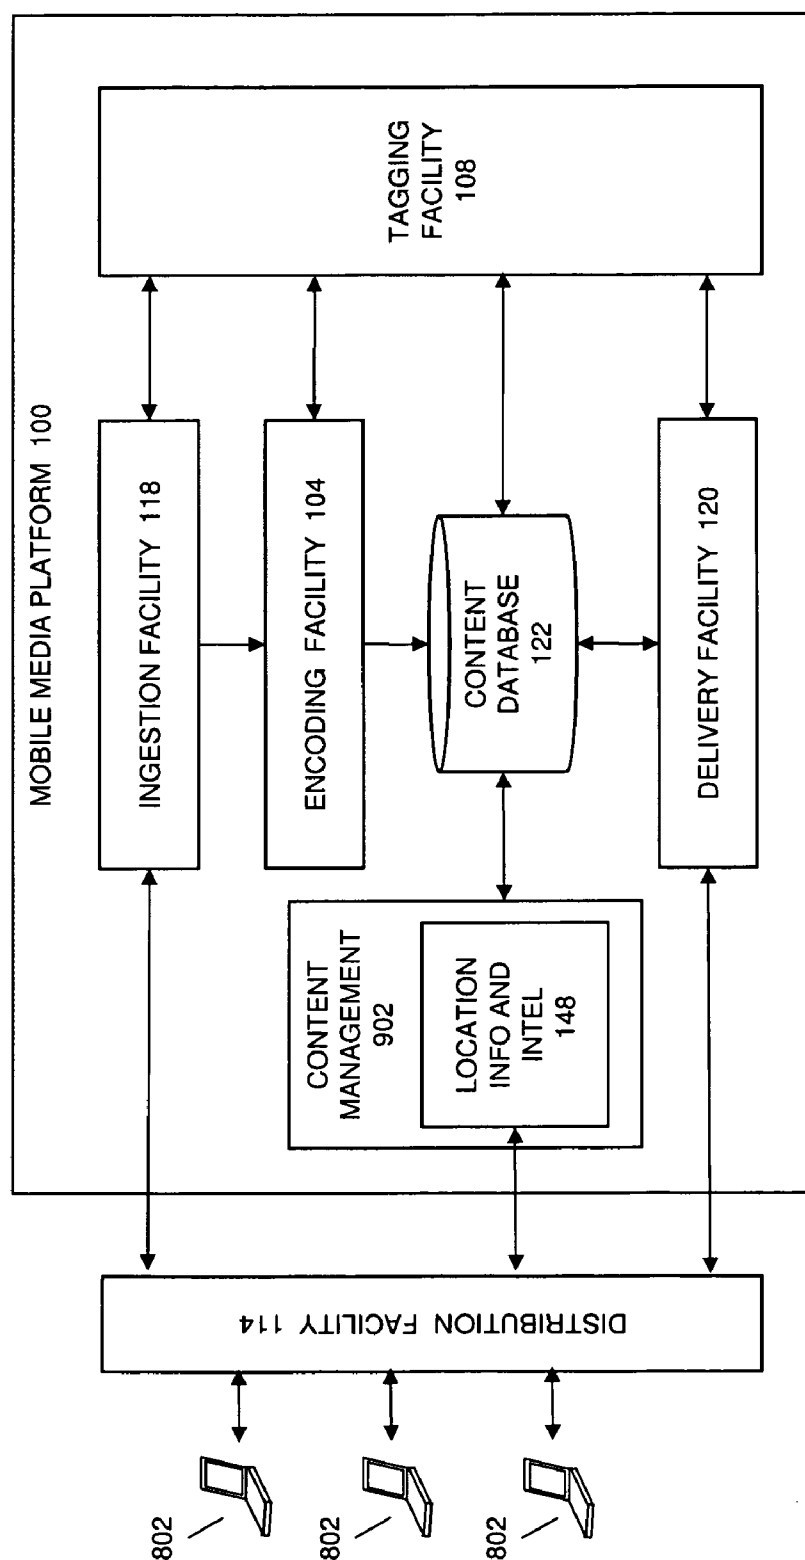 MOBILE MEDIA PLATFORM 100
INGESTION FACILITY 118
ENCODING FACILITY 104
CONTENT
DATABASE
122
DELIVERY FACILITY 120
TAGGING
FACILITY
108
CONTENT
MANAGEMENT
902
LOCATION
INFO AND
INTEL
148
DISTRIBUTION FACILITY 114
802
802
802